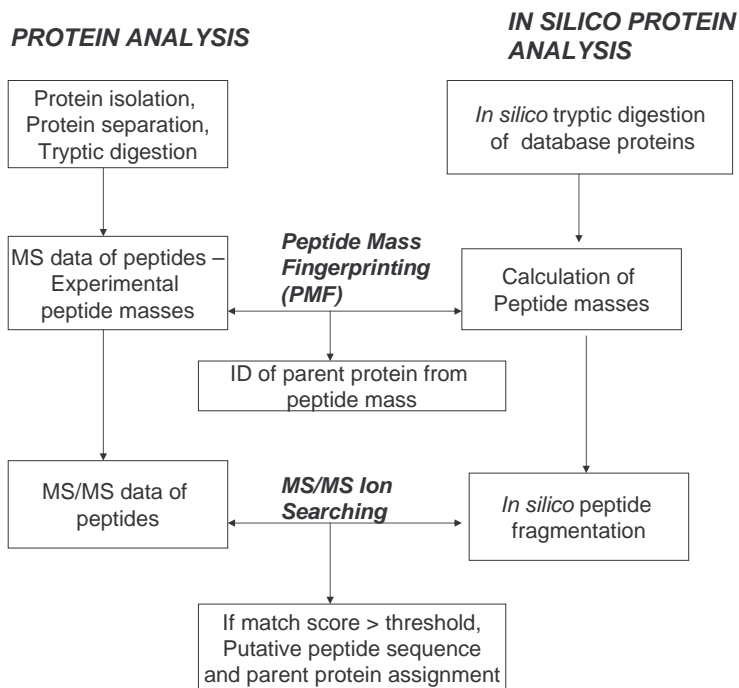 PROTEIN ANALYSIS
IN SILICO PROTEIN
ANALYSIS
Protein isolation,
Protein separation,
Tryptic digestion
In silico tryptic digestion
of database proteins
MS data of peptides –
Experimental
peptide masses
Peptide Mass
Fingerprinting
(PMF)
Calculation of
Peptide masses
ID of parent protein from
peptide mass
MS/MS data of
peptides
MS/MS Ion
Searching
In silico peptide
fragmentation
If match score > threshold,
Putative peptide sequence
and parent protein assignment